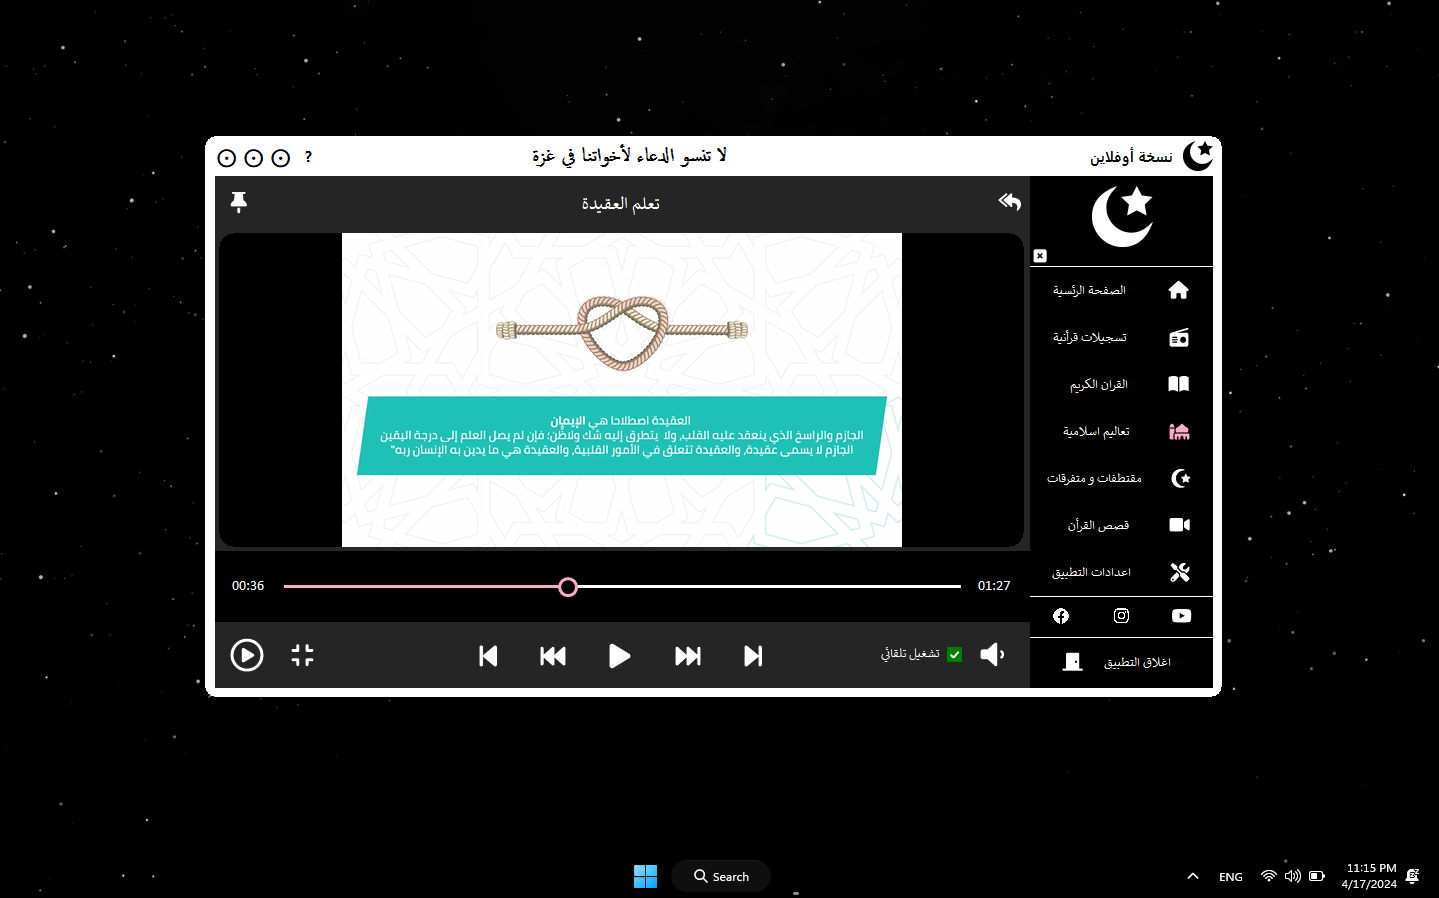 نسخة أوفلاين
لا تنسو الدعاء لأخواتنا في غزة
?
تعلم العقيدة
العقيدة اصطلاحا هي الإيمان
الجازم والراسخ الذي ينعقد عليه القلب، ولا يتطرق إليه شك ولاظن؛ فإن لم يصل العلم إلى درجة اليقين
الجازم لا يسمى عقيدة، والعقيدة تتعلق في الأمور القلبية، والعقيدة هي ما يدين به الإنسان ربه"
00:36
01:27
تشغيل تلقائي
الصفحة الرئسية
تسجيلات قرأنية
القران الكريم
تعاليم اسلامية
مقتطفات و متفرقات
قصص القرأن
اعدادات التطبيق
اغلاق التطبيق
Search
ENG
11:15 PM
4/17/2024